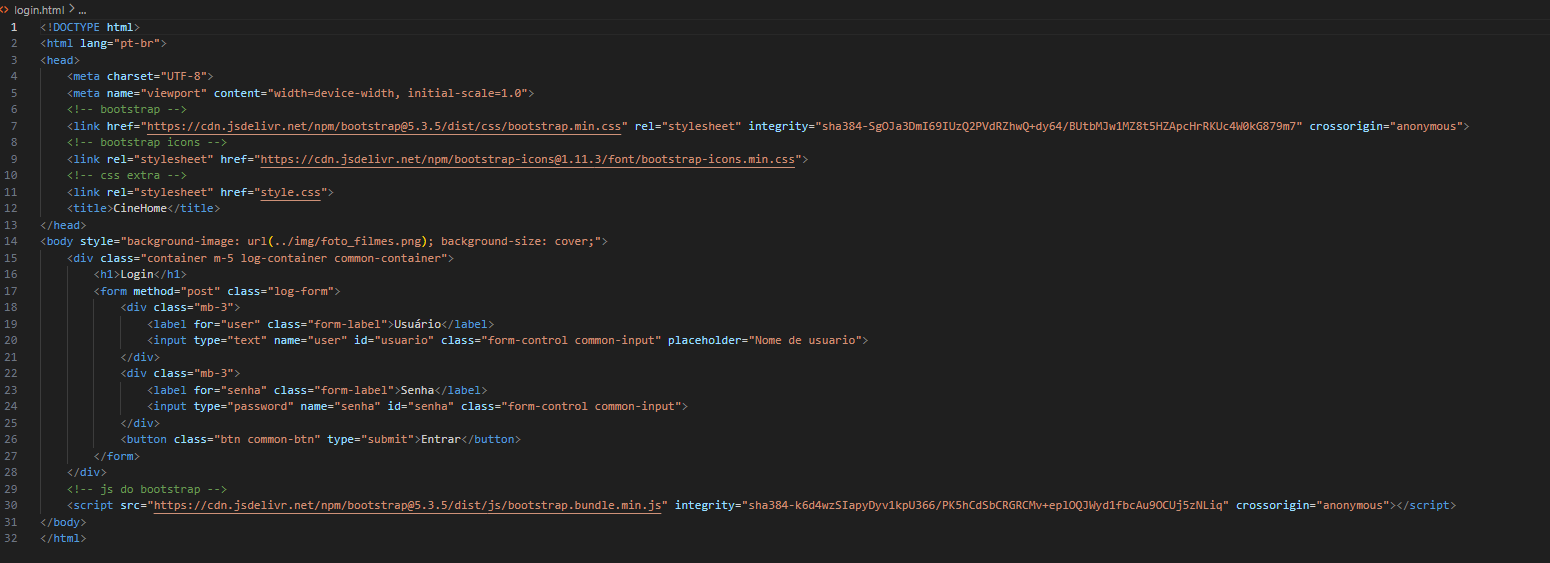 login.html > ...
1 <!DOCTYPE html>
2 <html lang="pt-br">
3 <head>
4 <meta charset="UTF-8">
5 <meta name="viewport" content="width=device-width, initial-scale=1.0">
6 <!-- bootstrap -->
7 <link href="https://cdn.jsdelivr.net/npm/bootstrap@5.3.5/dist/css/bootstrap.min.css" rel="stylesheet" integrity="sha384-SgOJa3DmI69IUzQ2PVdRZhwQ+dy64/BUtbMJw1MZ8t5HZApcHrRKUc4W0kG879m7" crossorigin="anonymous">
8 <!-- bootstrap icons -->
9 <link rel="stylesheet" href="https://cdn.jsdelivr.net/npm/bootstrap-icons@1.11.3/font/bootstrap-icons.min.css">
10 <!-- css extra -->
11 <link rel="stylesheet" href="style.css">
12 <title>CineHome</title>
13 </head>
14 <body style="background-image: url(../img/foto_filmes.png); background-size: cover;">
15 <div class="container m-5 log-container common-container">
16 <h1>Login</h1>
17 <form method="post" class="log-form">
18 <div class="mb-3">
19 <label for="user" class="form-label">Usuário</label>
20 <input type="text" name="user" id="usuario" class="form-control common-input" placeholder="Nome de usuario">
21 </div>
22 <div class="mb-3">
23 <label for="senha" class="form-label">Senha</label>
24 <input type="password" name="senha" id="senha" class="form-control common-input">
25 </div>
26 <button class="btn common-btn" type="submit">Entrar</button>
27 </form>
28 </div>
29 <!-- js do bootstrap -->
30 <script src="https://cdn.jsdelivr.net/npm/bootstrap@5.3.5/dist/js/bootstrap.bundle.min.js" integrity="sha384-k6d4wzSIapyDyv1kpU366/PK5hCdSbCRGRCMv+eplOQJWyd1fbcAu9OCUj5zNLiq" crossorigin="anonymous"></script>
31 </body>
32 </html>